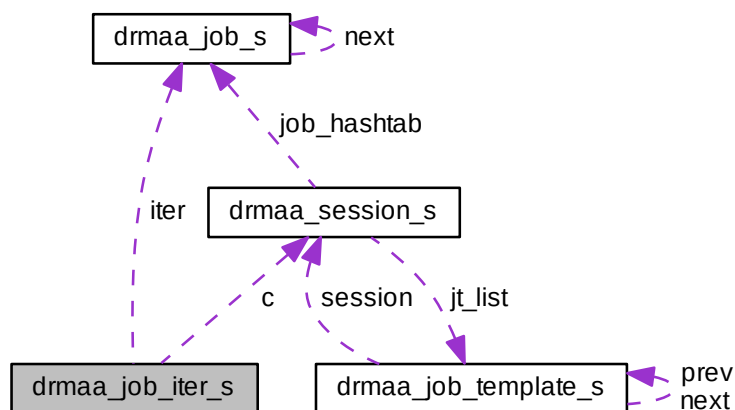 drmaa_job_s
next
job_hashtab
iter
drmaa_session_s
c
session
jt_list
drmaa_job_iter_s
drmaa_job_template_s
prev
next